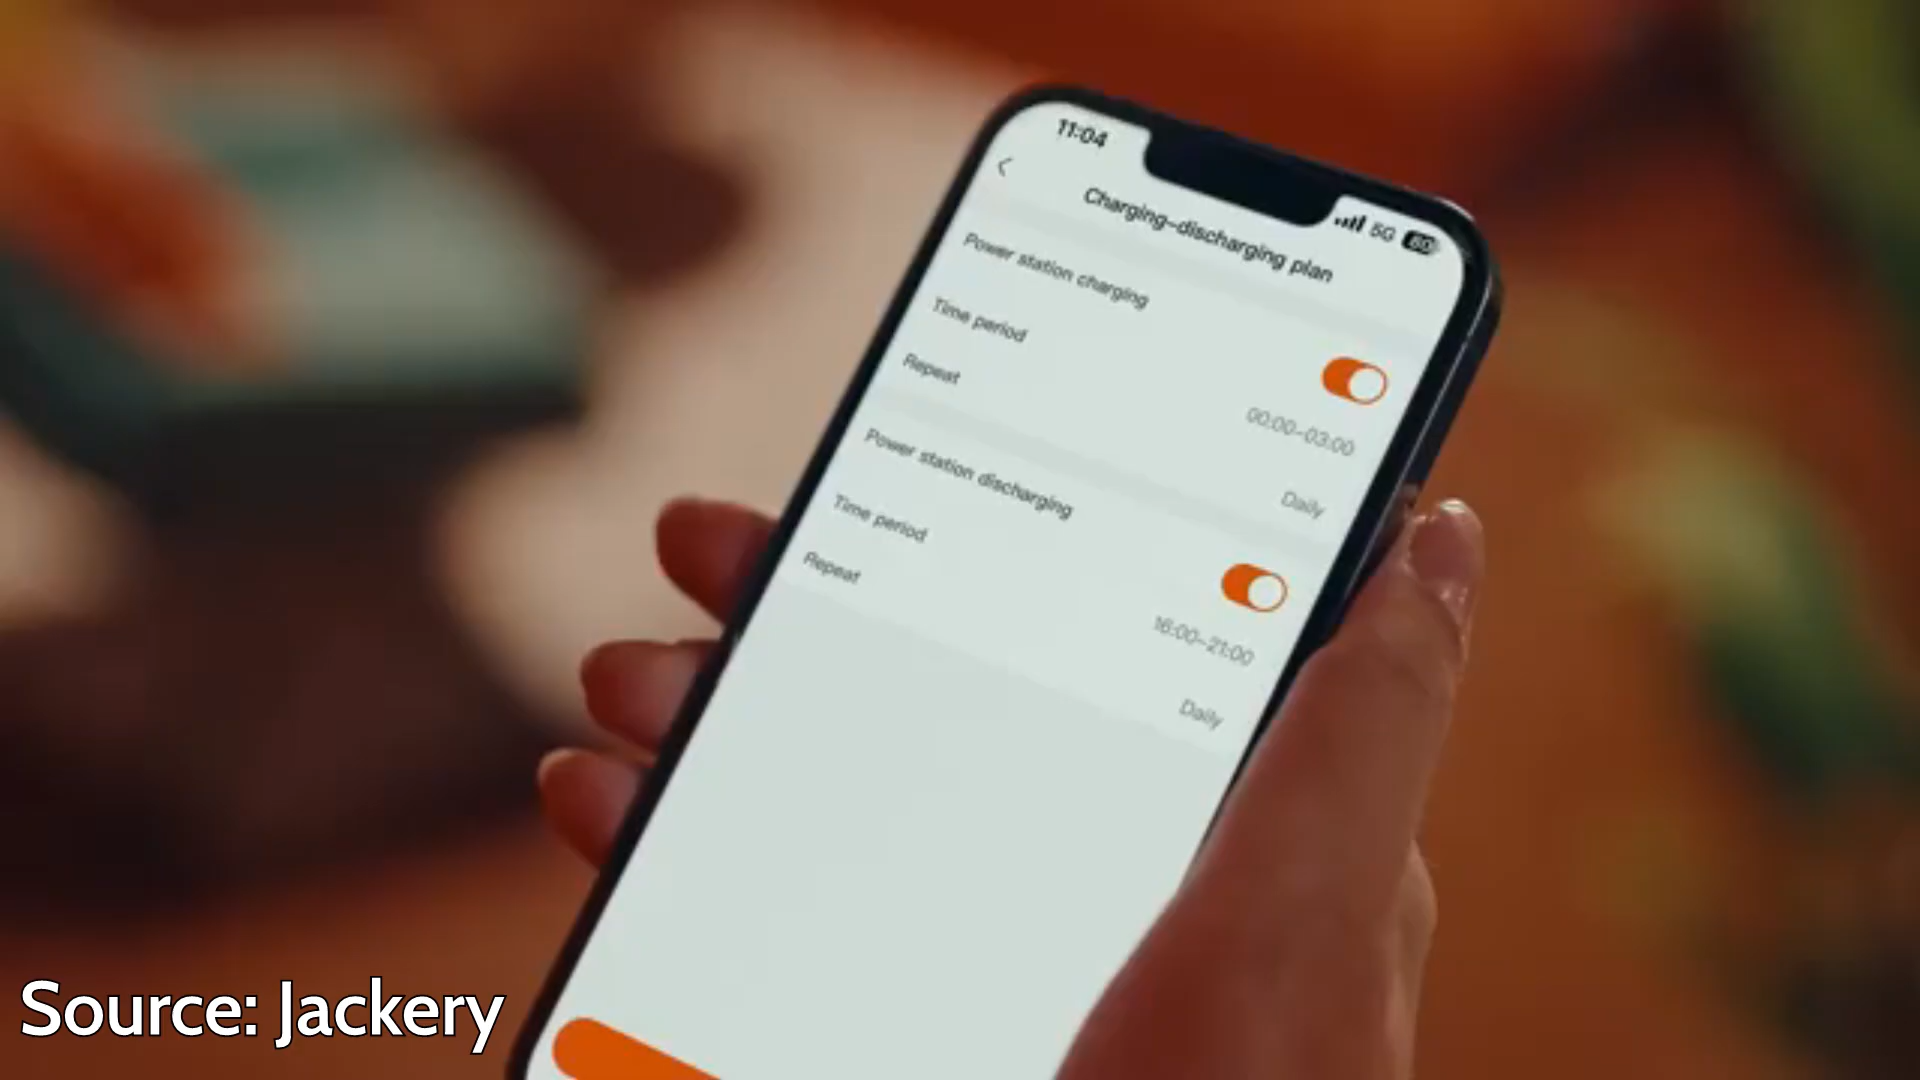 11:04
5G 60
Charging-discharging plan
Power station charging
Time period
00:00-03:00
Repeat
Daily
Power station discharging
Time period
16:00-21:00
Repeat
Daily
Source: Jackery